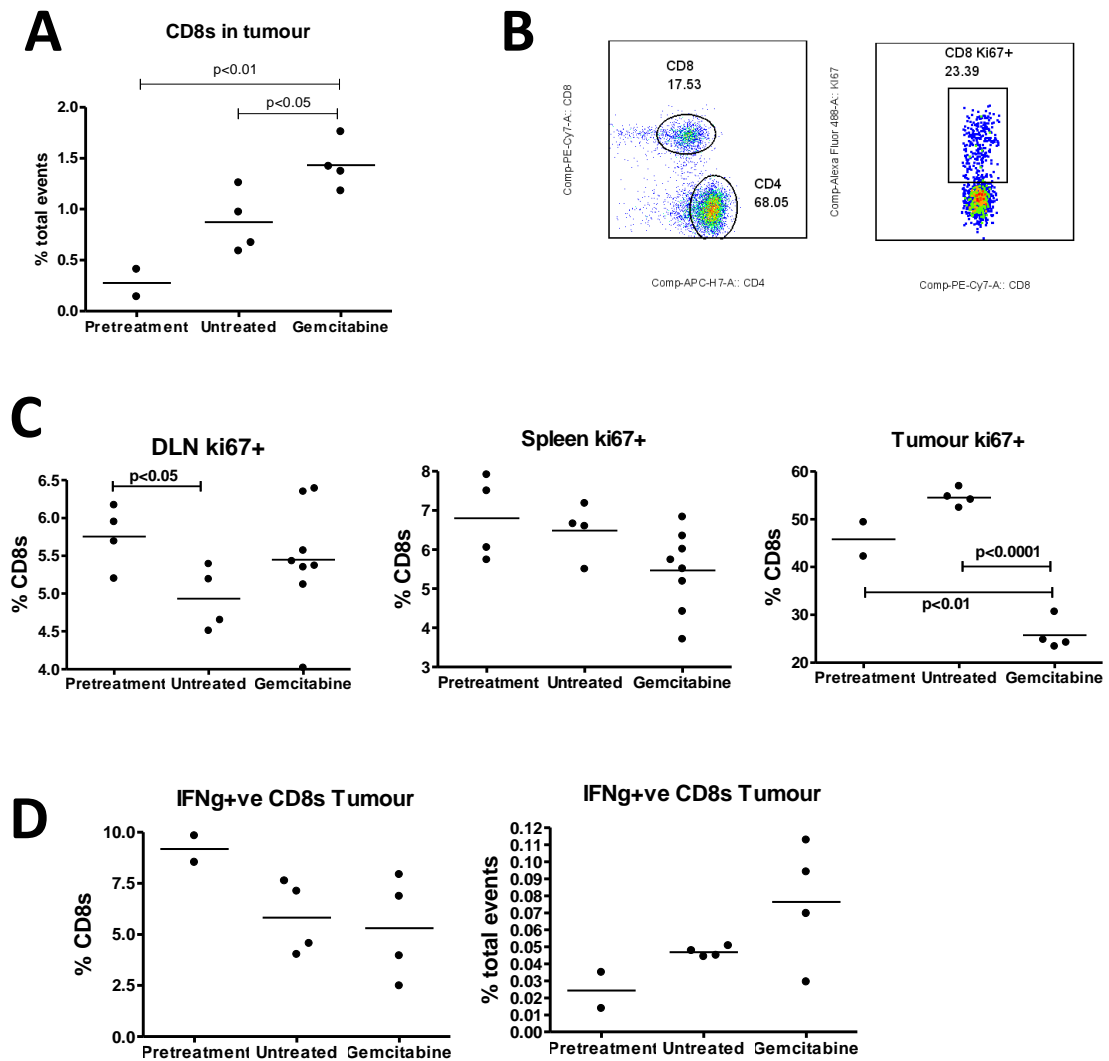 A
CD8s in tumour
p<0.01
p<0.05
% total events
2.0
1.5
1.0
0.5
0.0
Pretreatment Untreated Gemcitabine
B
Comp-PE-Cy7-A:: CD8
CD8
17.53
CD4
68.05
Comp-APC-H7-A:: CD4
Comp-Alexa Fluor 488-A:: KI67
CD8 Ki67+
23.39
Comp-PE-Cy7-A:: CD8
C
DLN ki67+
p<0.05
% CD8s
6.5
6.0
5.5
5.0
4.5
4.0
Pretreatment Untreated Gemcitabine
Spleen ki67+
% CD8s
8
7
6
5
4
3
Pretreatment Untreated Gemcitabine
Tumour ki67+
% CD8s
60
50
40
30
20
p<0.0001
p<0.01
Pretreatment Untreated Gemcitabine
D
IFNg+ve CD8s Tumour
% CD8s
10.0
7.5
5.0
2.5
0.0
Pretreatment Untreated Gemcitabine
IFNg+ve CD8s Tumour
% total events
0.12
0.11
0.10
0.09
0.08
0.07
0.06
0.05
0.04
0.03
0.02
0.01
0.00
Pretreatment Untreated Gemcitabine